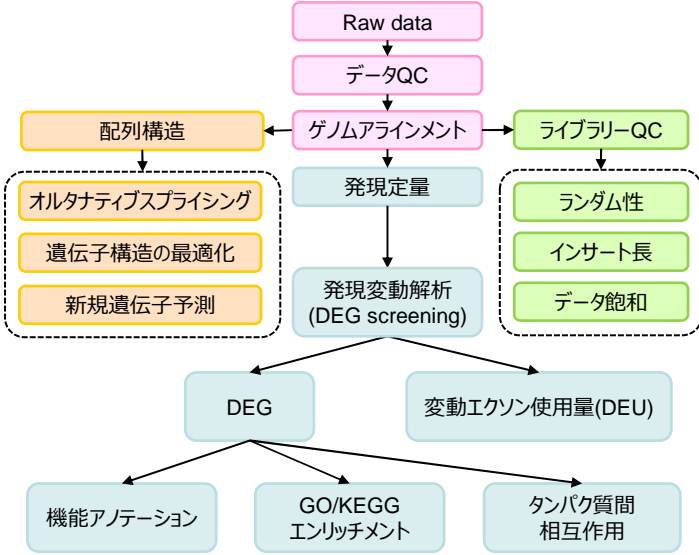 Raw data
データQC
配列構造
ゲノムアラインメント
ライブラリーQC
オルタナティブスプライシング
遺伝子構造の最適化
新規遺伝子予測
発現定量
ランダム性
インサート長
データ飽和
発現変動解析
(DEG screening)
DEG
変動エクソン使用量(DEU)
機能アノテーション
GO/KEGG
エンリッチメント
タンパク質間
相互作用